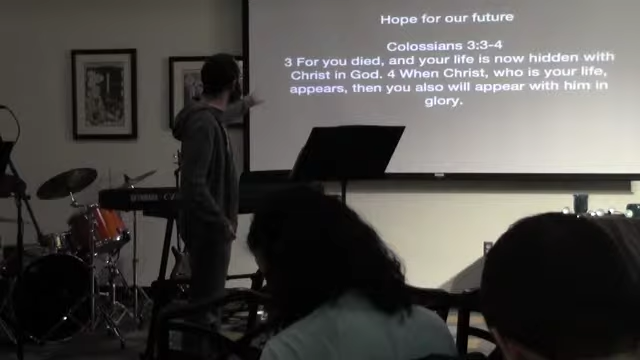 Hope for our future
Colossians 3:3-4
3 For you died, and your life is now hidden with
Christ in God. 4 When Christ, who is your life,
appears, then you also will appear with him in
glory.